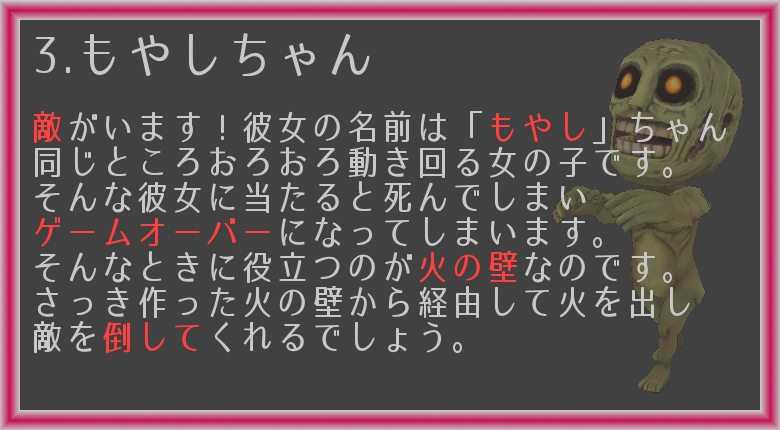 3.もやしちゃん
敵がいます！彼女の名前は「もやし」ちゃん
同じところおろおろ動き回る女の子です。
そんな彼女に当たると死んでしまい
ゲームオーバーになってしまいます。
そんなときに役立つのが火の壁なのです。
さっき作った火の壁から経由して火を出し
敵を倒してくれるでしょう。